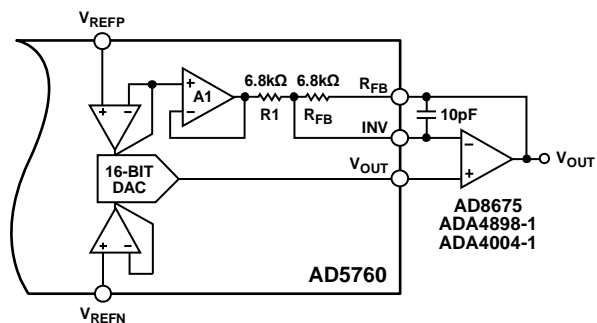 VREFP
6.8kΩ 6.8kΩ
A1
R1
RFB
RFB
10pF
INV
VOUT
16-BIT
DAC
VOUT
AD8675
ADA4898-1
ADA4004-1
AD5760
VREFN
+
−
+
−
+
−
−
+